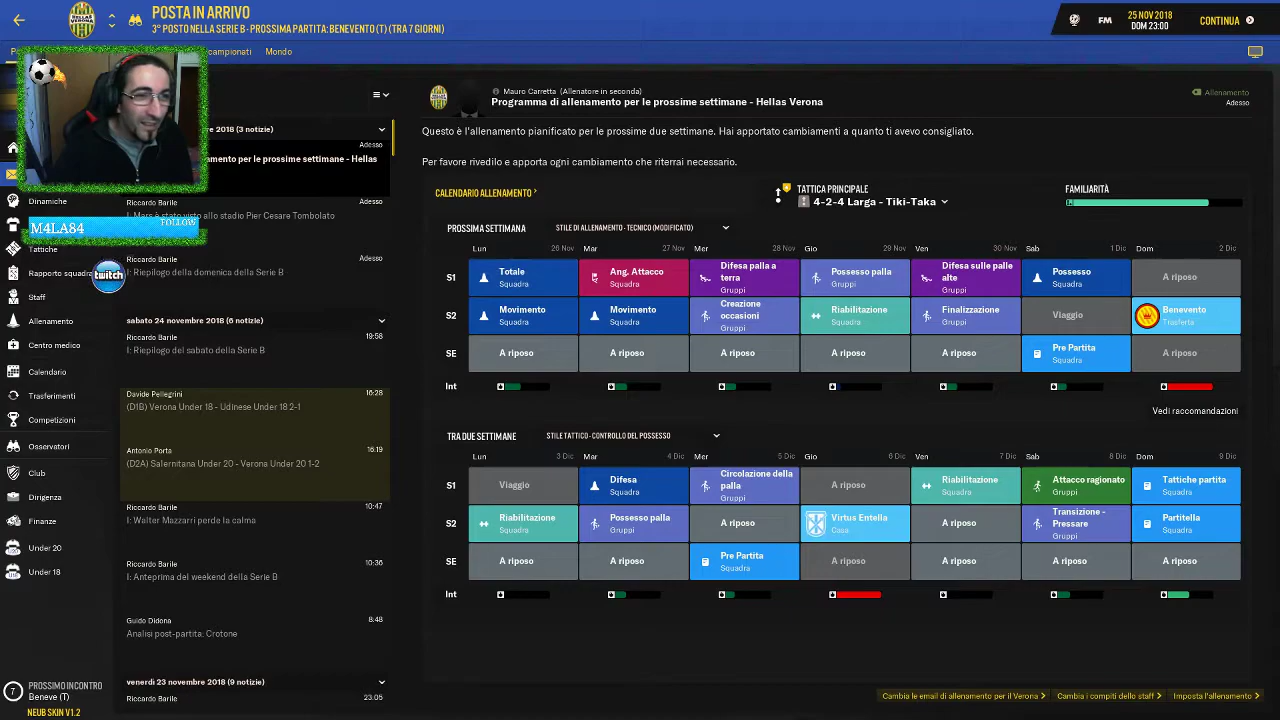 POSTA IN ARRIVO
3° POSTO NELLA SERIE B - PROSSIMA PARTITA: BENEVENTO (T) (TRA 7 GIORNI)
FM
25 NOV 2018
DOM 23:00
CONTINUA
Mondo
Mauro Carretta (Allenatore in seconda)
Programma di allenamento per le prossime settimane - Hellas Verona
Allenamento
Adesso
Questo è l'allenamento pianificato per le prossime due settimane. Hai apportato cambiamenti a quanto ti avevo consigliato.
Per favore rivedilo e apporta ogni cambiamento che riterrai necessario.
CALENDARIO ALLENAMENTO
TATTICA PRINCIPALE
4-2-4 Larga - Tiki-Taka
FAMILIARITÀ
PROSSIMA SETTIMANA
STILE DI ALLENAMENTO - TECNICO (MODIFICATO)
Lun 26 Nov Mar 27 Nov Mer 28 Nov Gio 29 Nov Ven 30 Nov Sab 1 Dic Dom 2 Dic
S1
Totale
Squadra
Ang. Attacco
Squadra
Difesa palla a terra
Gruppi
Possesso palla
Gruppi
Difesa sulle palle alte
Gruppi
Possesso
Squadra
A riposo
S2
Movimento
Squadra
Movimento
Squadra
Creazione occasioni
Gruppi
Riabilitazione
Squadra
Finalizzazione
Gruppi
Viaggio
Benevento
Trasferta
SE
A riposo
A riposo
A riposo
A riposo
A riposo
Pre Partita
Squadra
A riposo
Int
Vedi raccomandazioni
TRA DUE SETTIMANE
STILE TATTICO - CONTROLLO DEL POSSESSO
Lun 3 Dic Mar 4 Dic Mer 5 Dic Gio 6 Dic Ven 7 Dic Sab 8 Dic Dom 9 Dic
S1
Viaggio
Difesa
Squadra
Circolazione della palla
Gruppi
A riposo
Riabilitazione
Squadra
Attacco ragionato
Gruppi
Tattiche partita
Squadra
S2
Riabilitazione
Squadra
Possesso palla
Gruppi
A riposo
Virtus Entella
Casa
A riposo
Transizione - Pressare
Gruppi
Partitella
Squadra
SE
A riposo
A riposo
Pre Partita
Squadra
A riposo
A riposo
A riposo
A riposo
Int
Cambia le email di allenamento per il Verona
Cambia i compiti dello staff
Imposta l'allenamento
2018 (3 notizie)
Adesso
per le prossime settimane - Hellas
Riccardo Barile
Adesso
I: Mars è stato visto allo stadio Pier Cesare Tombolato
Riccardo Barile
Adesso
I: Riepilogo della domenica della Serie B
sabato 24 novembre 2018 (6 notizie)
Riccardo Barile
19:58
I: Riepilogo del sabato della Serie B
Davide Pellegrini
16:28
(D1B) Verona Under 18 - Udinese Under 18 2-1
Antonio Porta
16:19
(D2A) Salernitana Under 20 - Verona Under 20 1-2
Riccardo Barile
10:47
I: Walter Mazzarri perde la calma
Riccardo Barile
10:36
I: Anteprima del weekend della Serie B
Guido Didona
8:48
Analisi post-partita: Crotone
venerdì 23 novembre 2018 (9 notizie)
Riccardo Barile
23:05
M4LA84
FOLLOW
twitch
Dinamiche
Tattiche
Rapporto squadra
Staff
Allenamento
Centro medico
Calendario
Trasferimenti
Competizioni
Osservatori
Club
Dirigenza
Finanze
Under 20
Under 18
7
PROSSIMO INCONTRO
Beneve (T)
NEUB SKIN V1.2